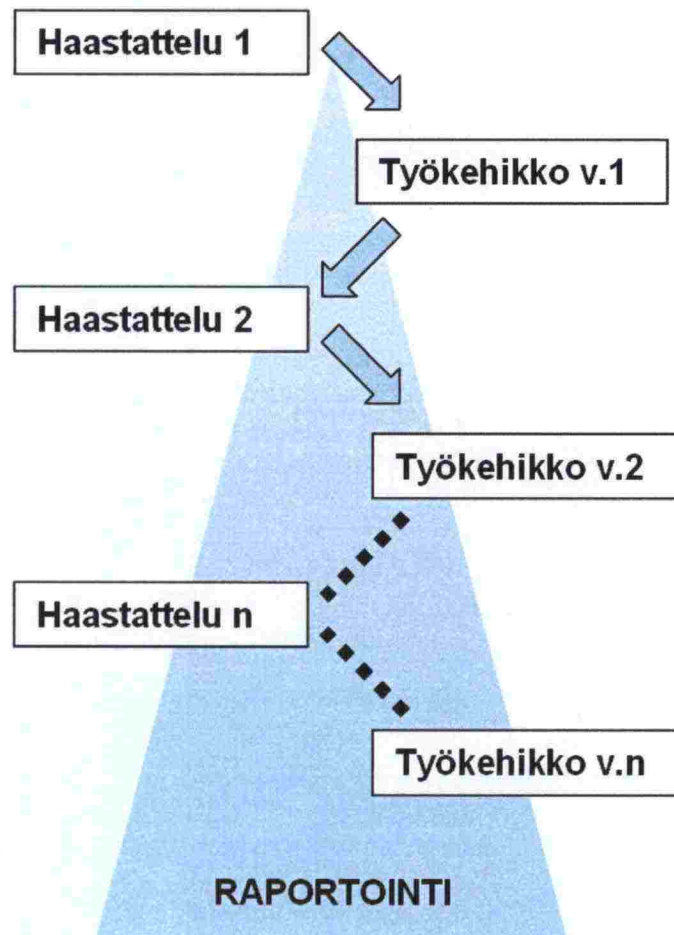 Haastattelu 1
Työkehikko v.1
Haastattelu 2
Työkehikko v.2
Haastattelu n
Työkehikko v.n
RAPORTOINTI